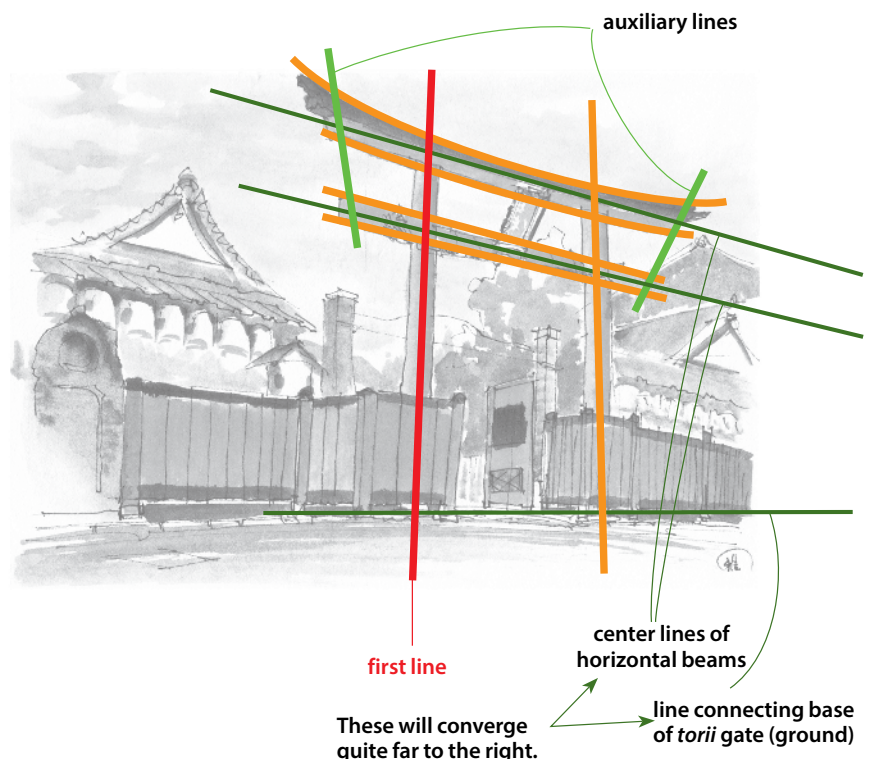 auxiliary lines
first line
center lines of
horizontal beams
These will converge
quite far to the right.
line connecting base
of torii gate (ground)